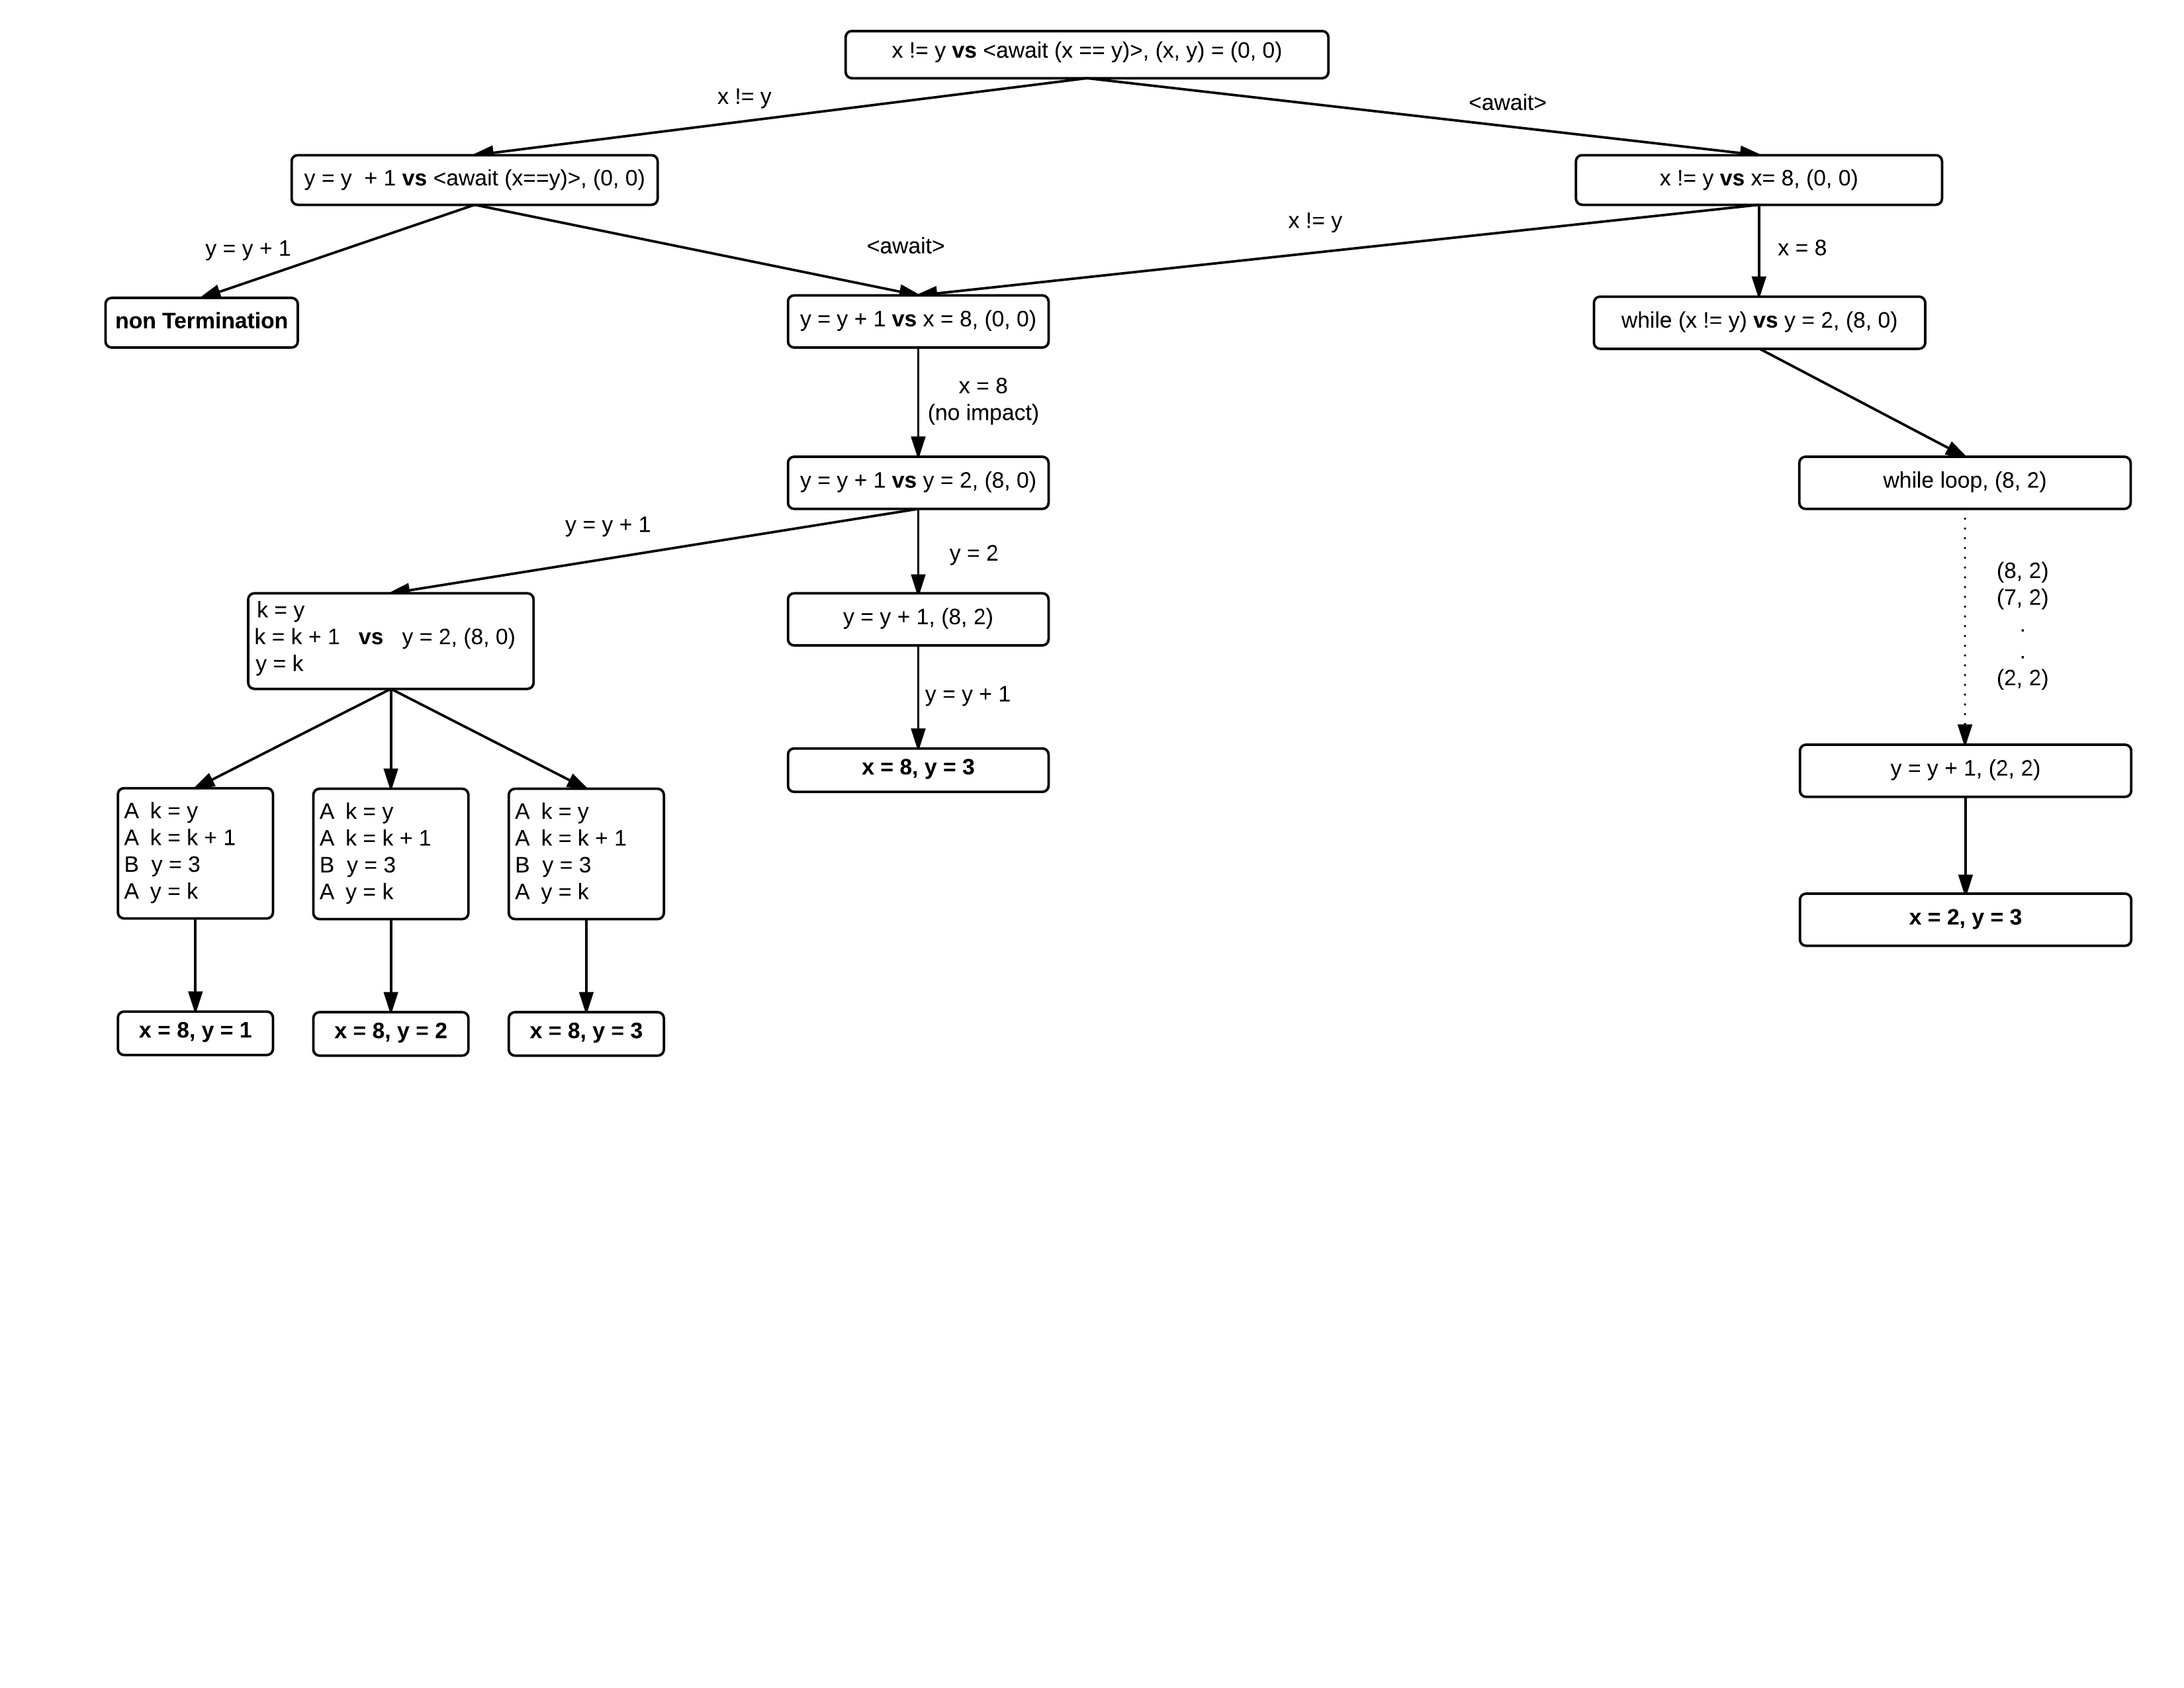 x != y vs <await (x == y)>, (x, y) = (0, 0)
x != y
<await>
y = y  + 1 vs <await (x==y)>, (0, 0)
x != y vs x= 8, (0, 0)
y = y + 1
<await>
x != y
x = 8
non Termination
y = y + 1 vs x = 8, (0, 0)
while (x != y) vs y = 2, (8, 0)
x = 8
(no impact)
y = y + 1 vs y = 2, (8, 0)
while loop, (8, 2)
y = y + 1
y = 2
(8, 2)
(7, 2)
.
.
(2, 2)
k = y
k = k + 1   vs   y = 2, (8, 0)
y = k
y = y + 1, (8, 2)
y = y + 1
x = 8, y = 3
y = y + 1, (2, 2)
A  k = y
A  k = k + 1
B  y = 3
A  y = k
A  k = y
A  k = k + 1
B  y = 3
A  y = k
A  k = y
A  k = k + 1
B  y = 3
A  y = k
x = 2, y = 3
x = 8, y = 1
x = 8, y = 2
x = 8, y = 3